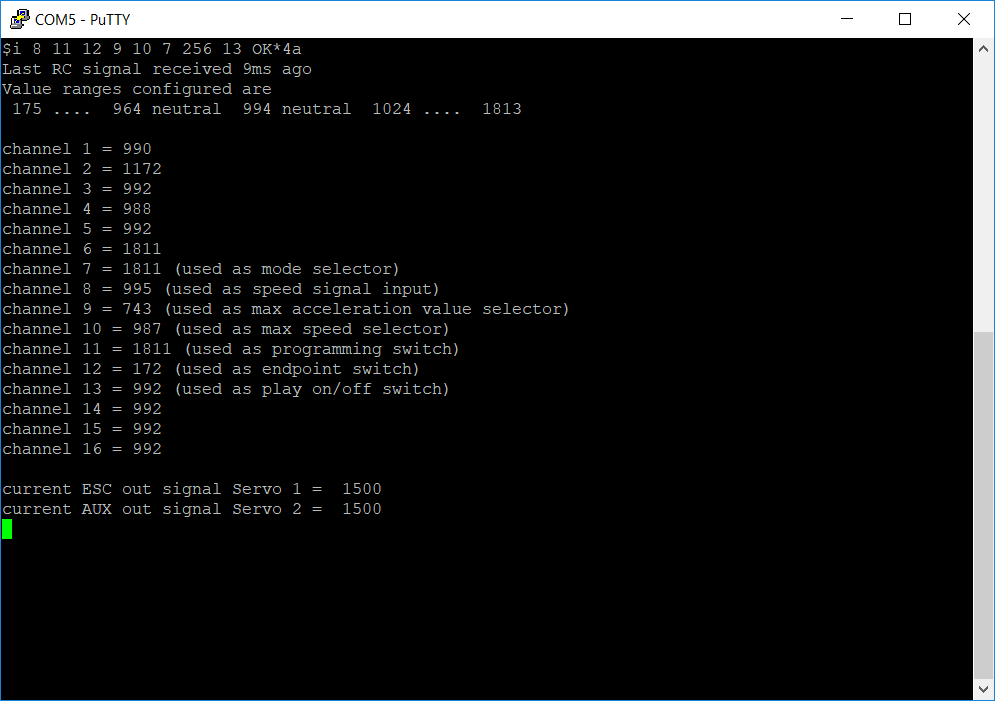 COM5 - PuTTY
$i 8 11 12 9 10 7 256 13 OK*4a
Last RC signal received 9ms ago
Value ranges configured are
 175 ....  964 neutral  994 neutral  1024 ....  1813
channel 1 = 990
channel 2 = 1172
channel 3 = 992
channel 4 = 988
channel 5 = 992
channel 6 = 1811
channel 7 = 1811 (used as mode selector)
channel 8 = 995 (used as speed signal input)
channel 9 = 743 (used as max acceleration value selector)
channel 10 = 987 (used as max speed selector)
channel 11 = 1811 (used as programming switch)
channel 12 = 172 (used as endpoint switch)
channel 13 = 992 (used as play on/off switch)
channel 14 = 992
channel 15 = 992
channel 16 = 992
current ESC out signal Servo 1 =  1500
current AUX out signal Servo 2 =  1500